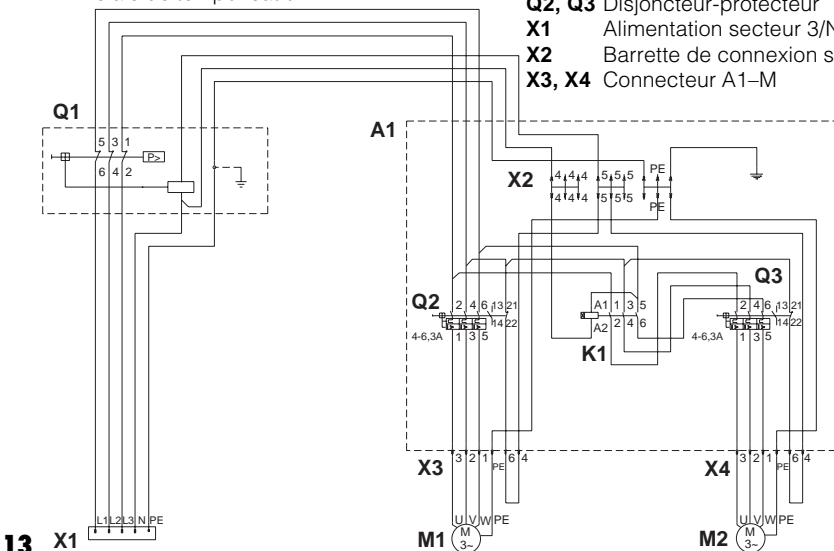 Q2, Q3 Disjoncteur-protecteur
X1 Alimentation secteur
X2 Barrette de connexion
X3, X4 Connecteur A1–M
Q1
5 3 1
P>
6 4 2
A1
X2
4 4 4 5 5 5 PE
4 4 4 5 5 5 PE
Q2
2 4 6 13 21
14 22
4-6,3A
1 3 5
A1 1 3 5
A2 2 4 6
K1
Q3
2 4 6 13 21
14 22
4-6,3A
1 3 5
X3
3 2 1 PE 6 4
X4
3 2 1 PE 6 4
L1 L2 L3 N PE
U V W PE
U V W PE
13 X1
M1
M
3~
M2
M
3~